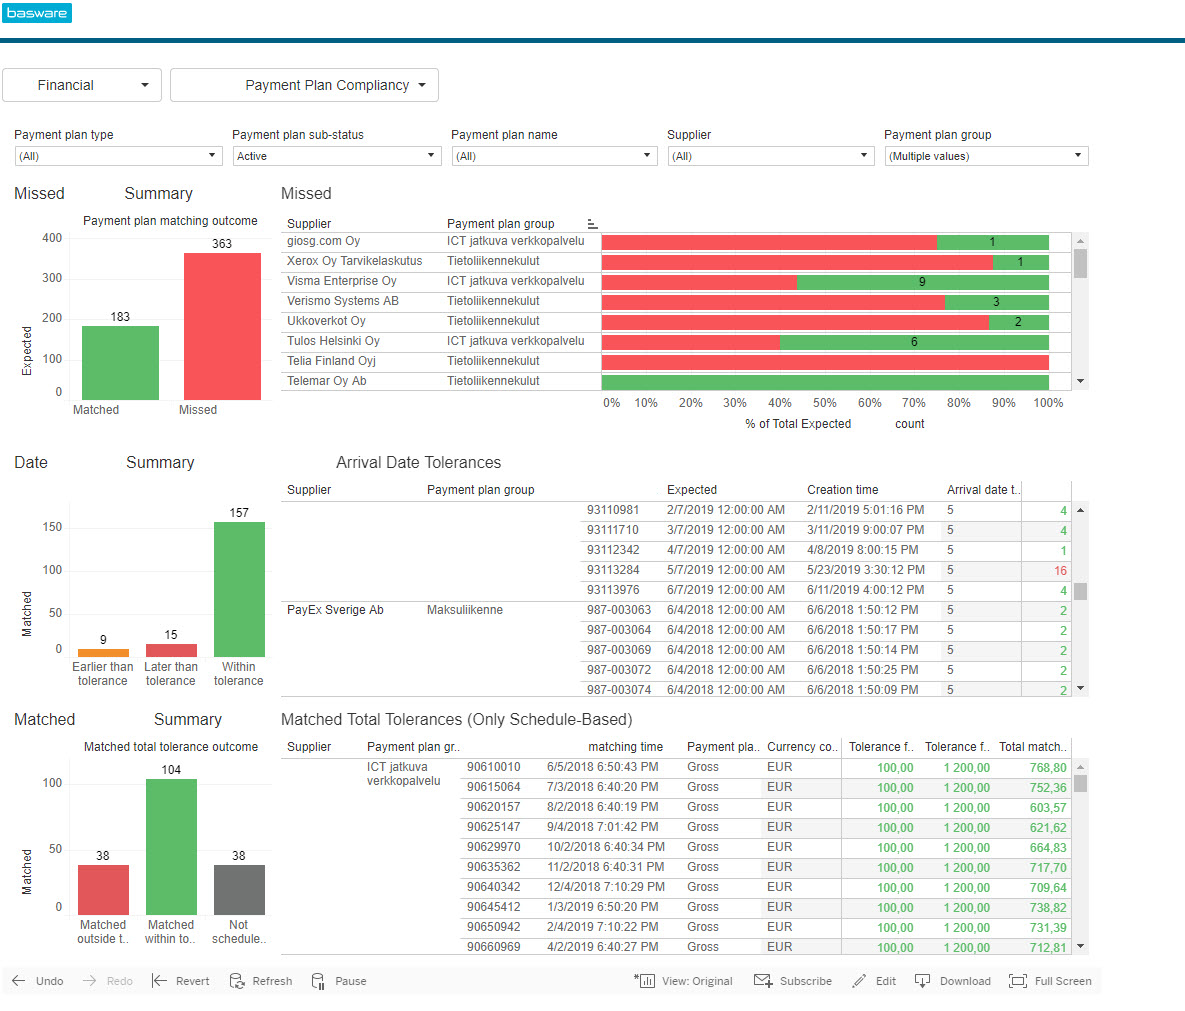 basware
Financial
Payment Plan Compliancy
Payment plan type
Payment plan sub-status
Payment plan name
Supplier
Payment plan group
(All)
Active
(All)
(All)
(Multiple values)
Missed Summary
Payment plan matching outcome
400
300
200
100
0
Expected
183
363
Matched
Missed
Missed
Supplier Payment plan group
giosg.com Oy ICT jatkuva verkkopalvelu 1
Xerox Oy Tarvikelaskutus Tietoliikennekulut 1
Visma Enterprise Oy ICT jatkuva verkkopalvelu 9
Verismo Systems AB Tietoliikennekulut 3
Ukkoverkot Oy Tietoliikennekulut 2
Tulos Helsinki Oy ICT jatkuva verkkopalvelu 6
Telia Finland Oyj Tietoliikennekulut
Telemar Oy Ab Tietoliikennekulut
0% 10% 20% 30% 40% 50% 60% 70% 80% 90% 100%
% of Total Expected count
Date Summary
150
100
50
0
Matched
9
15
157
Earlier than tolerance
Later than tolerance
Within tolerance
Arrival Date Tolerances
Supplier Payment plan group Expected Creation time Arrival date t..
93110981 2/7/2019 12:00:00 AM 2/11/2019 5:01:16 PM 5 4
93111710 3/7/2019 12:00:00 AM 3/11/2019 9:00:07 PM 5 4
93112342 4/7/2019 12:00:00 AM 4/8/2019 8:00:15 PM 5 1
93113284 5/7/2019 12:00:00 AM 5/23/2019 3:30:12 PM 5 16
93113976 6/7/2019 12:00:00 AM 6/11/2019 4:00:12 PM 5 4
PayEx Sverige Ab Maksuliikenne 987-003063 6/4/2018 12:00:00 AM 6/6/2018 1:50:12 PM 5 2
987-003064 6/4/2018 12:00:00 AM 6/6/2018 1:50:17 PM 5 2
987-003069 6/4/2018 12:00:00 AM 6/6/2018 1:50:14 PM 5 2
987-003072 6/4/2018 12:00:00 AM 6/6/2018 1:50:25 PM 5 2
987-003074 6/4/2018 12:00:00 AM 6/6/2018 1:50:09 PM 5 2
Matched Summary
Matched total tolerance outcome
100
50
0
Matched
38
104
38
Matched outside t..
Matched within to..
Not schedule..
Matched Total Tolerances (Only Schedule-Based)
Supplier Payment plan gr.. matching time Payment pla.. Currency co.. Tolerance f.. Tolerance f.. Total match..
ICT jatkuva verkkopalvelu 90610010 6/5/2018 6:50:43 PM Gross EUR 100,00 1 200,00 768,80
90615064 7/3/2018 6:40:20 PM Gross EUR 100,00 1 200,00 752,36
90620157 8/2/2018 6:40:19 PM Gross EUR 100,00 1 200,00 603,57
90625147 9/4/2018 7:01:42 PM Gross EUR 100,00 1 200,00 621,62
90629970 10/2/2018 6:40:34 PM Gross EUR 100,00 1 200,00 664,83
90635362 11/2/2018 6:40:31 PM Gross EUR 100,00 1 200,00 717,70
90640342 12/4/2018 7:10:29 PM Gross EUR 100,00 1 200,00 709,64
90645412 1/3/2019 6:50:20 PM Gross EUR 100,00 1 200,00 738,82
90650942 2/4/2019 7:10:22 PM Gross EUR 100,00 1 200,00 731,39
90660969 4/2/2019 6:40:27 PM Gross EUR 100,00 1 200,00 712,81
Undo Redo Revert Refresh Pause View: Original Subscribe Edit Download Full Screen